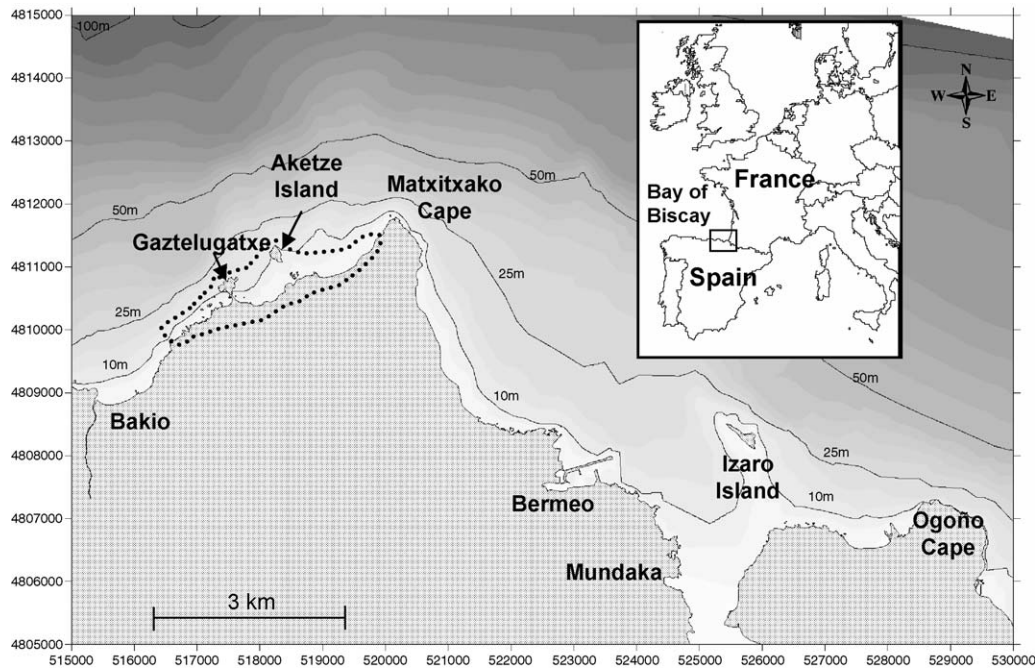 4815000
4814000
4813000
4812000
4811000
4810000
4809000
4808000
4807000
4806000
4805000
100m
50m
50m
Aketze
Island
Matxitxako
Cape
Gaztelugatxe
25m
25m
10m
Bakio
10m
50m
Bermeo
Izaro
Island
25m
10m
Ogoño
Cape
Mundaka
3 km
N
W
E
S
Bay of
Biscay
France
Spain
515000 516000 517000 518000 519000 520000 521000 522000 523000 524000 525000 526000 527000 528000 529000